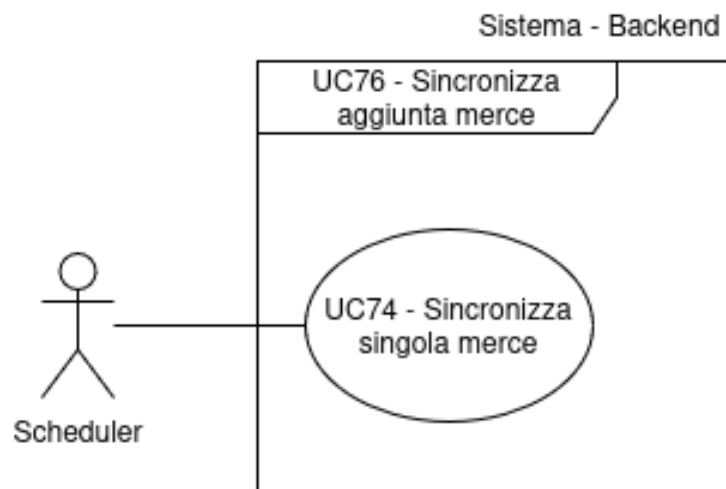 Sistema - Backend
UC76 - Sincronizza
aggiunta merce
UC74 - Sincronizza
singola merce
Scheduler